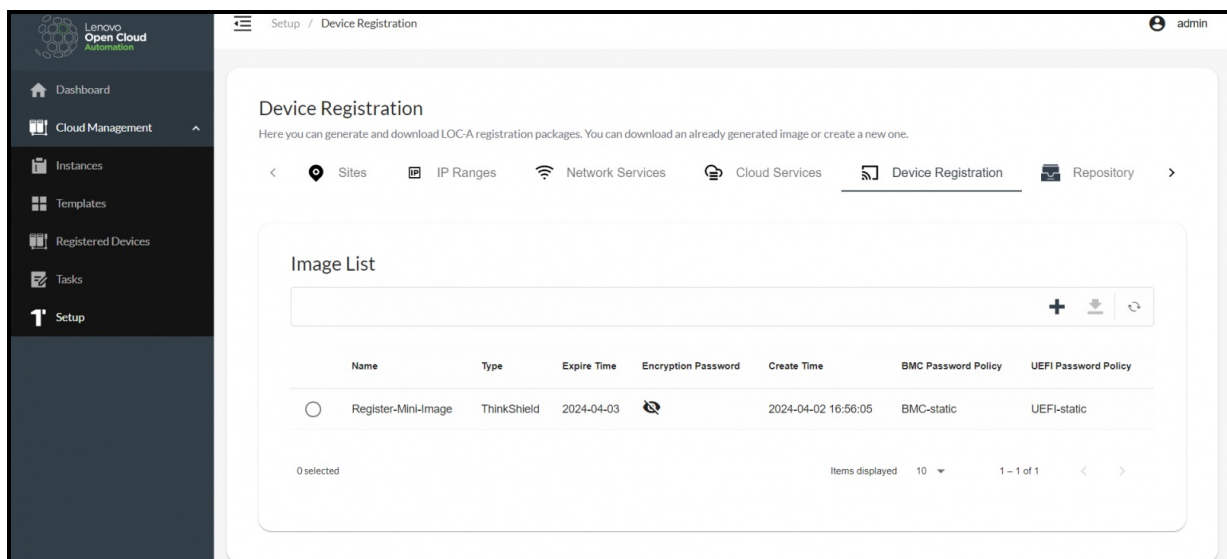 Lenovo
Open Cloud
Automation
Setup / Device Registration
admin
Dashboard
Cloud Management
Instances
Templates
Registered Devices
Tasks
Setup
Device Registration
Here you can generate and download LOC-A registration packages. You can download an already generated image or create a new one.
Sites IP IP Ranges Network Services Cloud Services Device Registration Repository
Image List
Name Type Expire Time Encryption Password Create Time BMC Password Policy UEFI Password Policy
Register-Mini-Image ThinkShield 2024-04-03 2024-04-02 16:56:05 BMC-static UEFI-static
0 selected Items displayed 10 1 – 1 of 1